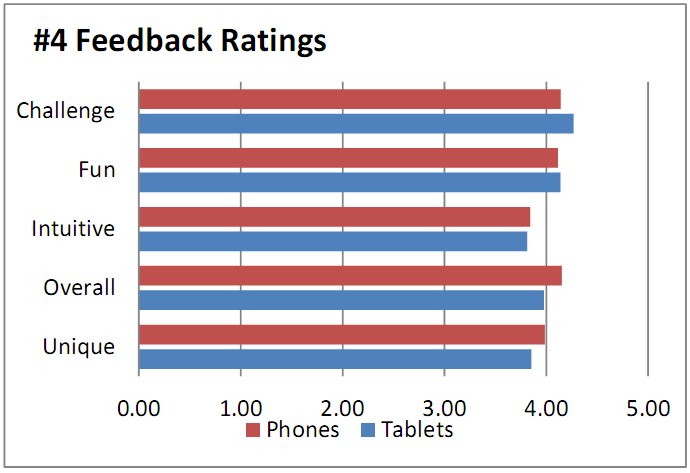 #4 Feedback Ratings
Challenge
Fun
Intuitive
Overall
Unique
0.00 1.00 2.00 3.00 4.00 5.00
Phones Tablets